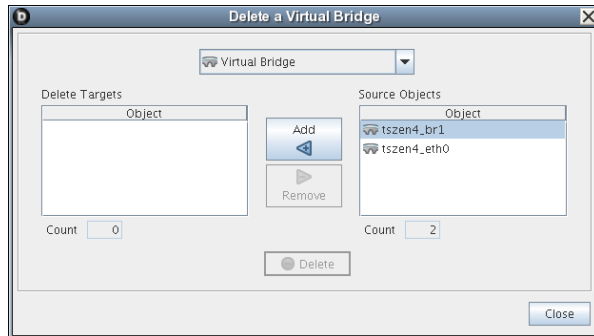 Delete a Virtual Bridge
Virtual Bridge
Delete Targets
Object
Count 0
Add
Remove
Source Objects
Object
tszen4_br1
tszen4_eth0
Count 2
Delete
Close